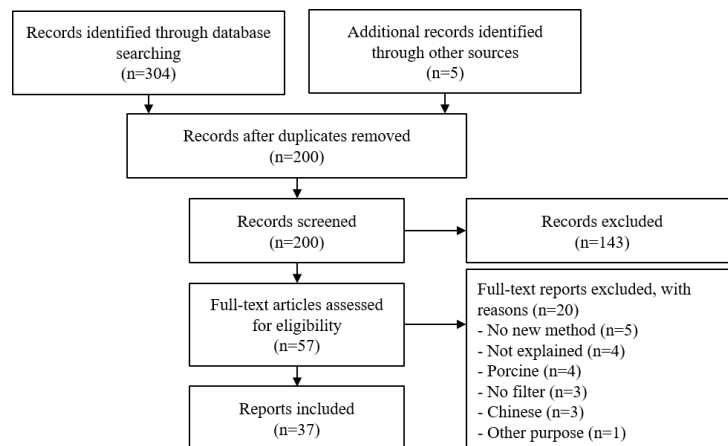 Records identified through database
searching
(n=304)
Additional records identified
through other sources
(n=5)
Records after duplicates removed
(n=200)
Records screened
(n=200)
Records excluded
(n=143)
Full-text articles assessed
for eligibility
(n=57)
Full-text reports excluded, with
reasons (n=20)
- No new method (n=5)
- Not explained (n=4)
- Porcine (n=4)
- No filter (n=3)
- Chinese (n=3)
- Other purpose (n=1)
Reports included
(n=37)